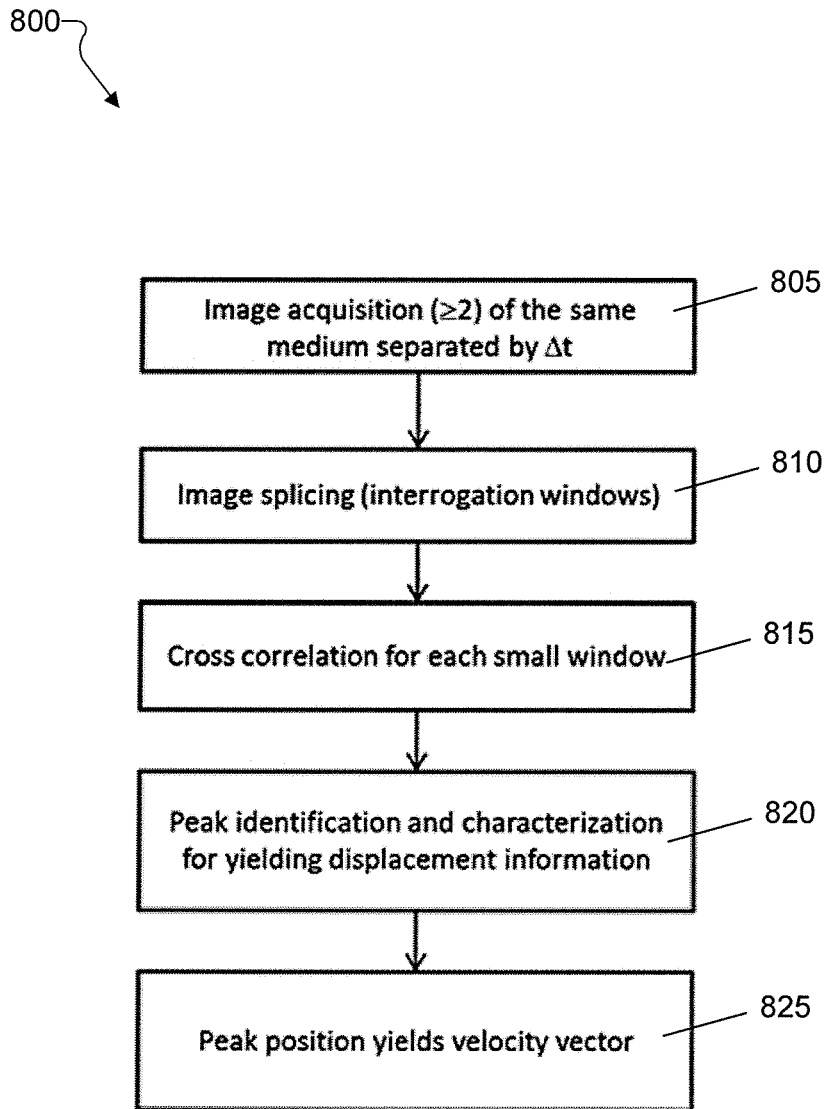 800
805
Image acquisition (≥2) of the same
medium separated by Δt
810
Image splicing (interrogation windows)
815
Cross correlation for each small window
820
Peak identification and characterization
for yielding displacement information
825
Peak position yields velocity vector